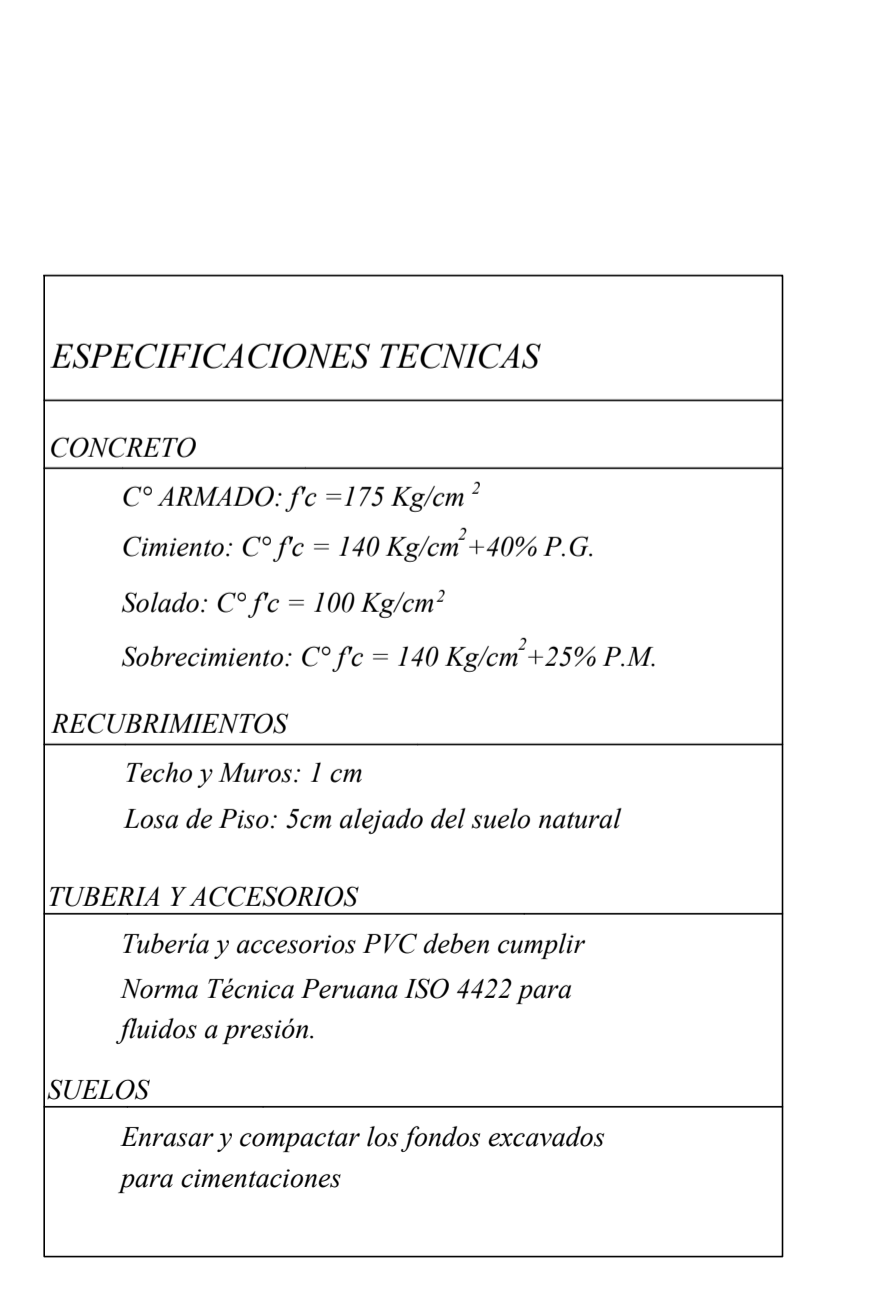 ESPECIFICACIONES TECNICAS
CONCRETO
C° ARMADO: f'c =175 Kg/cm ²
Cimiento: C° f'c = 140 Kg/cm²+40% P.G.
Solado: C° f'c = 100 Kg/cm²
Sobrecimiento: C° f'c = 140 Kg/cm²+25% P.M.
RECUBRIMIENTOS
Techo y Muros: 1 cm
Losa de Piso: 5cm alejado del suelo natural
TUBERIA Y ACCESORIOS
Tubería y accesorios PVC deben cumplir
Norma Técnica Peruana ISO 4422 para
fluidos a presión.
SUELOS
Enrasar y compactar los fondos excavados
para cimentaciones